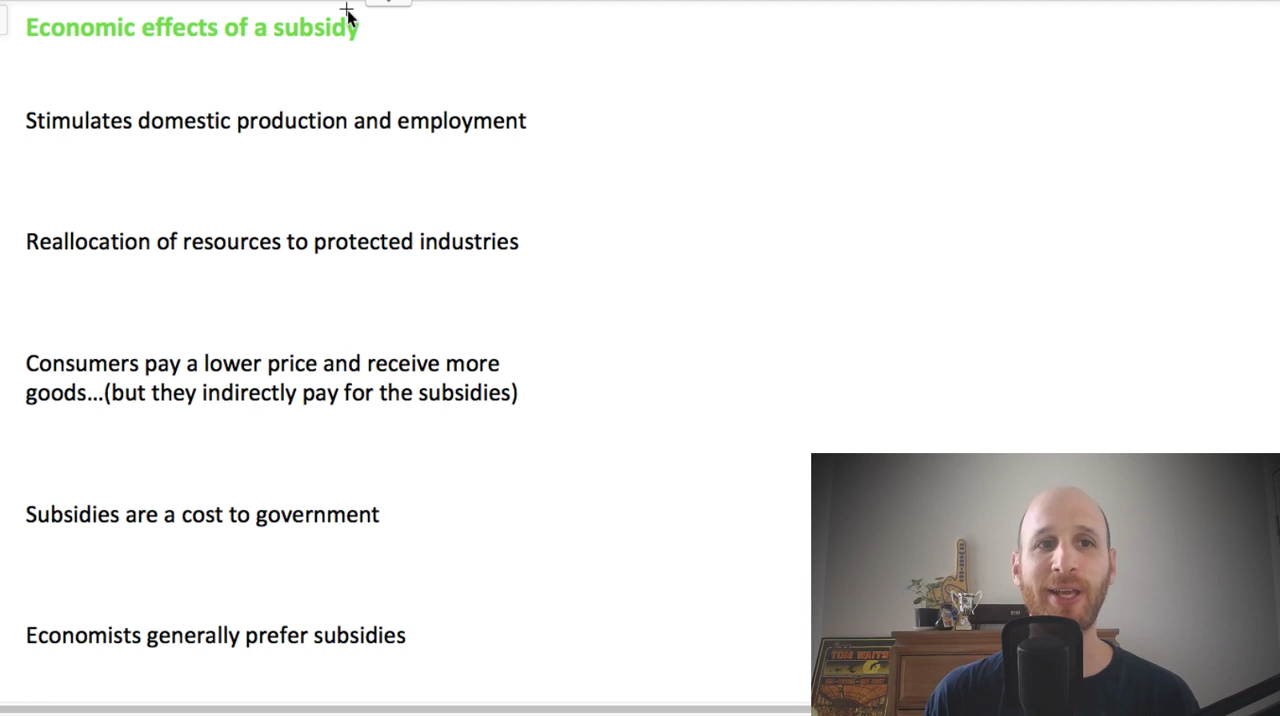 Economic effects of a subsidy
Stimulates domestic production and employment
Reallocation of resources to protected industries
Consumers pay a lower price and receive more
goods...(but they indirectly pay for the subsidies)
Subsidies are a cost to government
Economists generally prefer subsidies
TOM WAITS